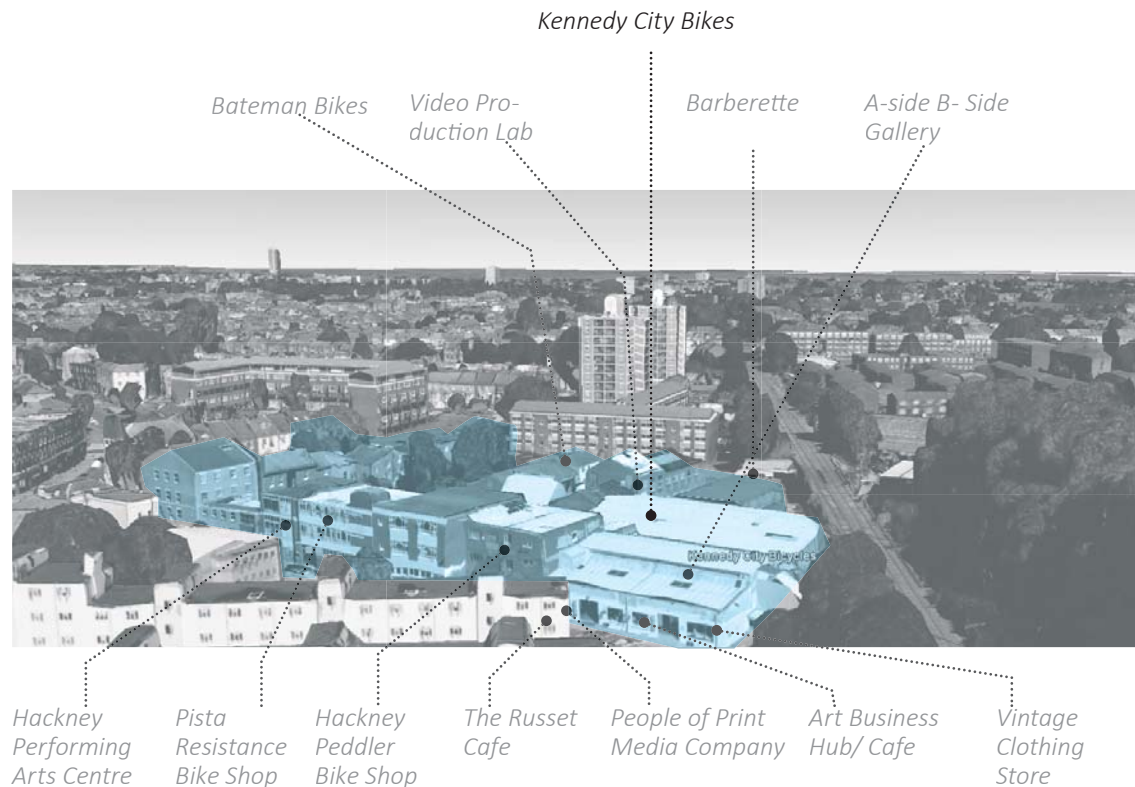 Kennedy City Bikes
Bateman Bikes
Video Pro-
duction Lab
Barberette
A-side B- Side
Gallery
Kennedy City Bicycles
Hackney
Performing
Arts Centre
Pista
Resistance
Bike Shop
Hackney
Peddler
Bike Shop
The Russet
Cafe
People of Print
Media Company
Art Business
Hub/ Cafe
Vintage
Clothing
Store